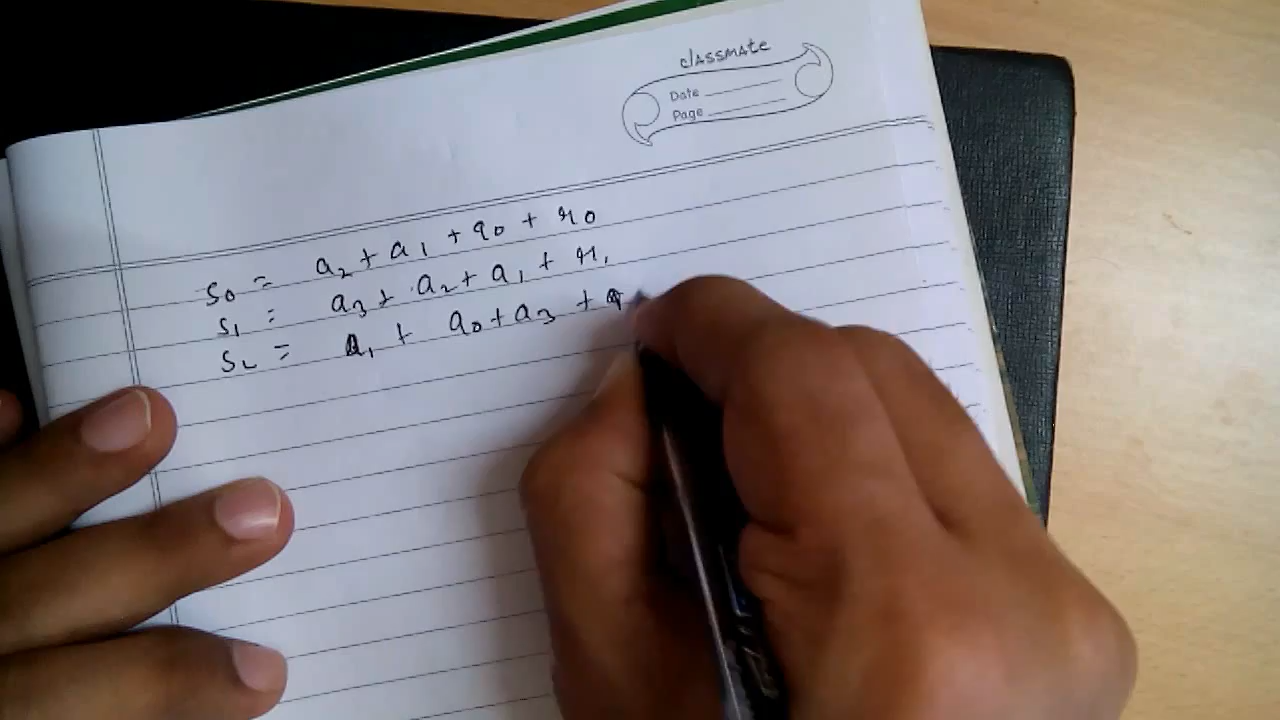 classmate
Date
Page
s0 = a2 + a1 + a0 + r0
s1 = a3 + a2 + a1 + r1
s2 = a1 + a0 + a3 +